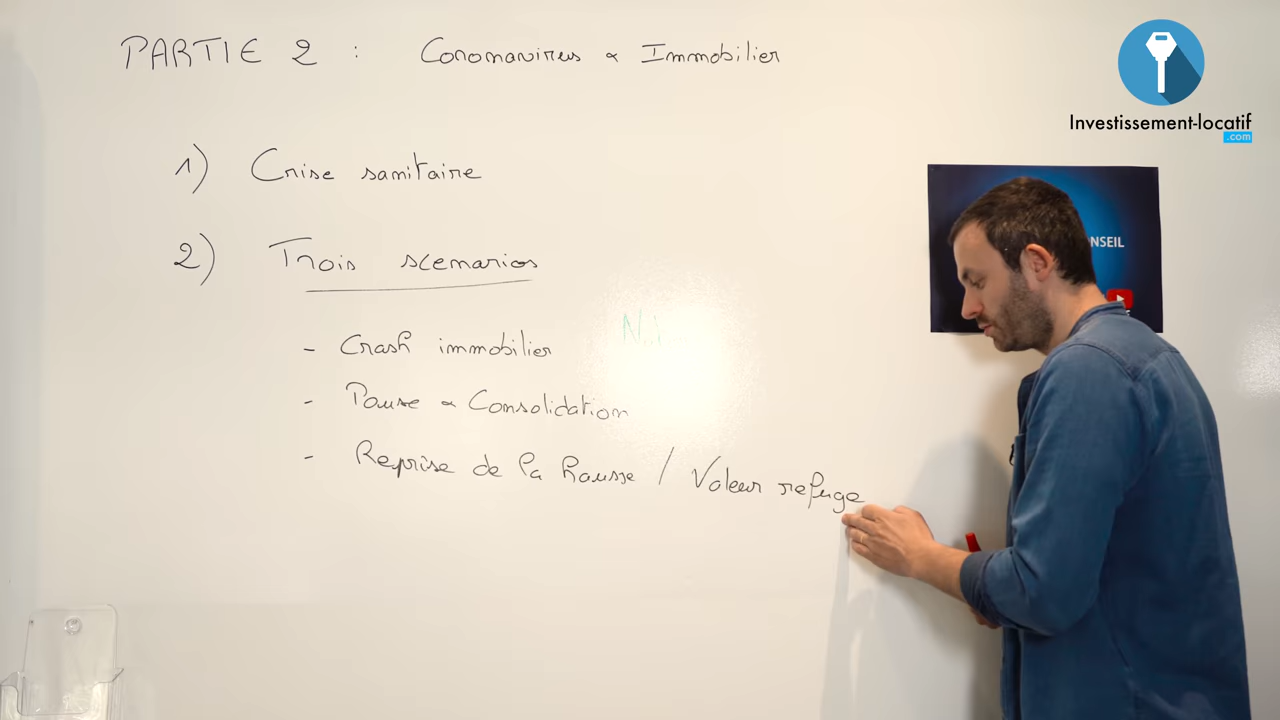 PARTIE 2 : Coronavirus & Immobilier
Investissement-locatif
.com
1) Crise sanitaire
NSEIL
2) Trois scenarios
- Crash immobilier
- Pause & Consolidation
- Reprise de la hausse / Valeur refuge